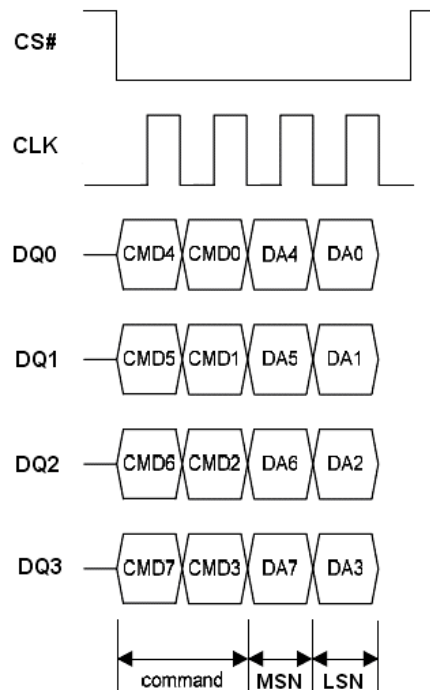 CS#
CLK
DQ0 CMD4 CMD0 DA4 DA0
DQ1 CMD5 CMD1 DA5 DA1
DQ2 CMD6 CMD2 DA6 DA2
DQ3 CMD7 CMD3 DA7 DA3
command MSN LSN